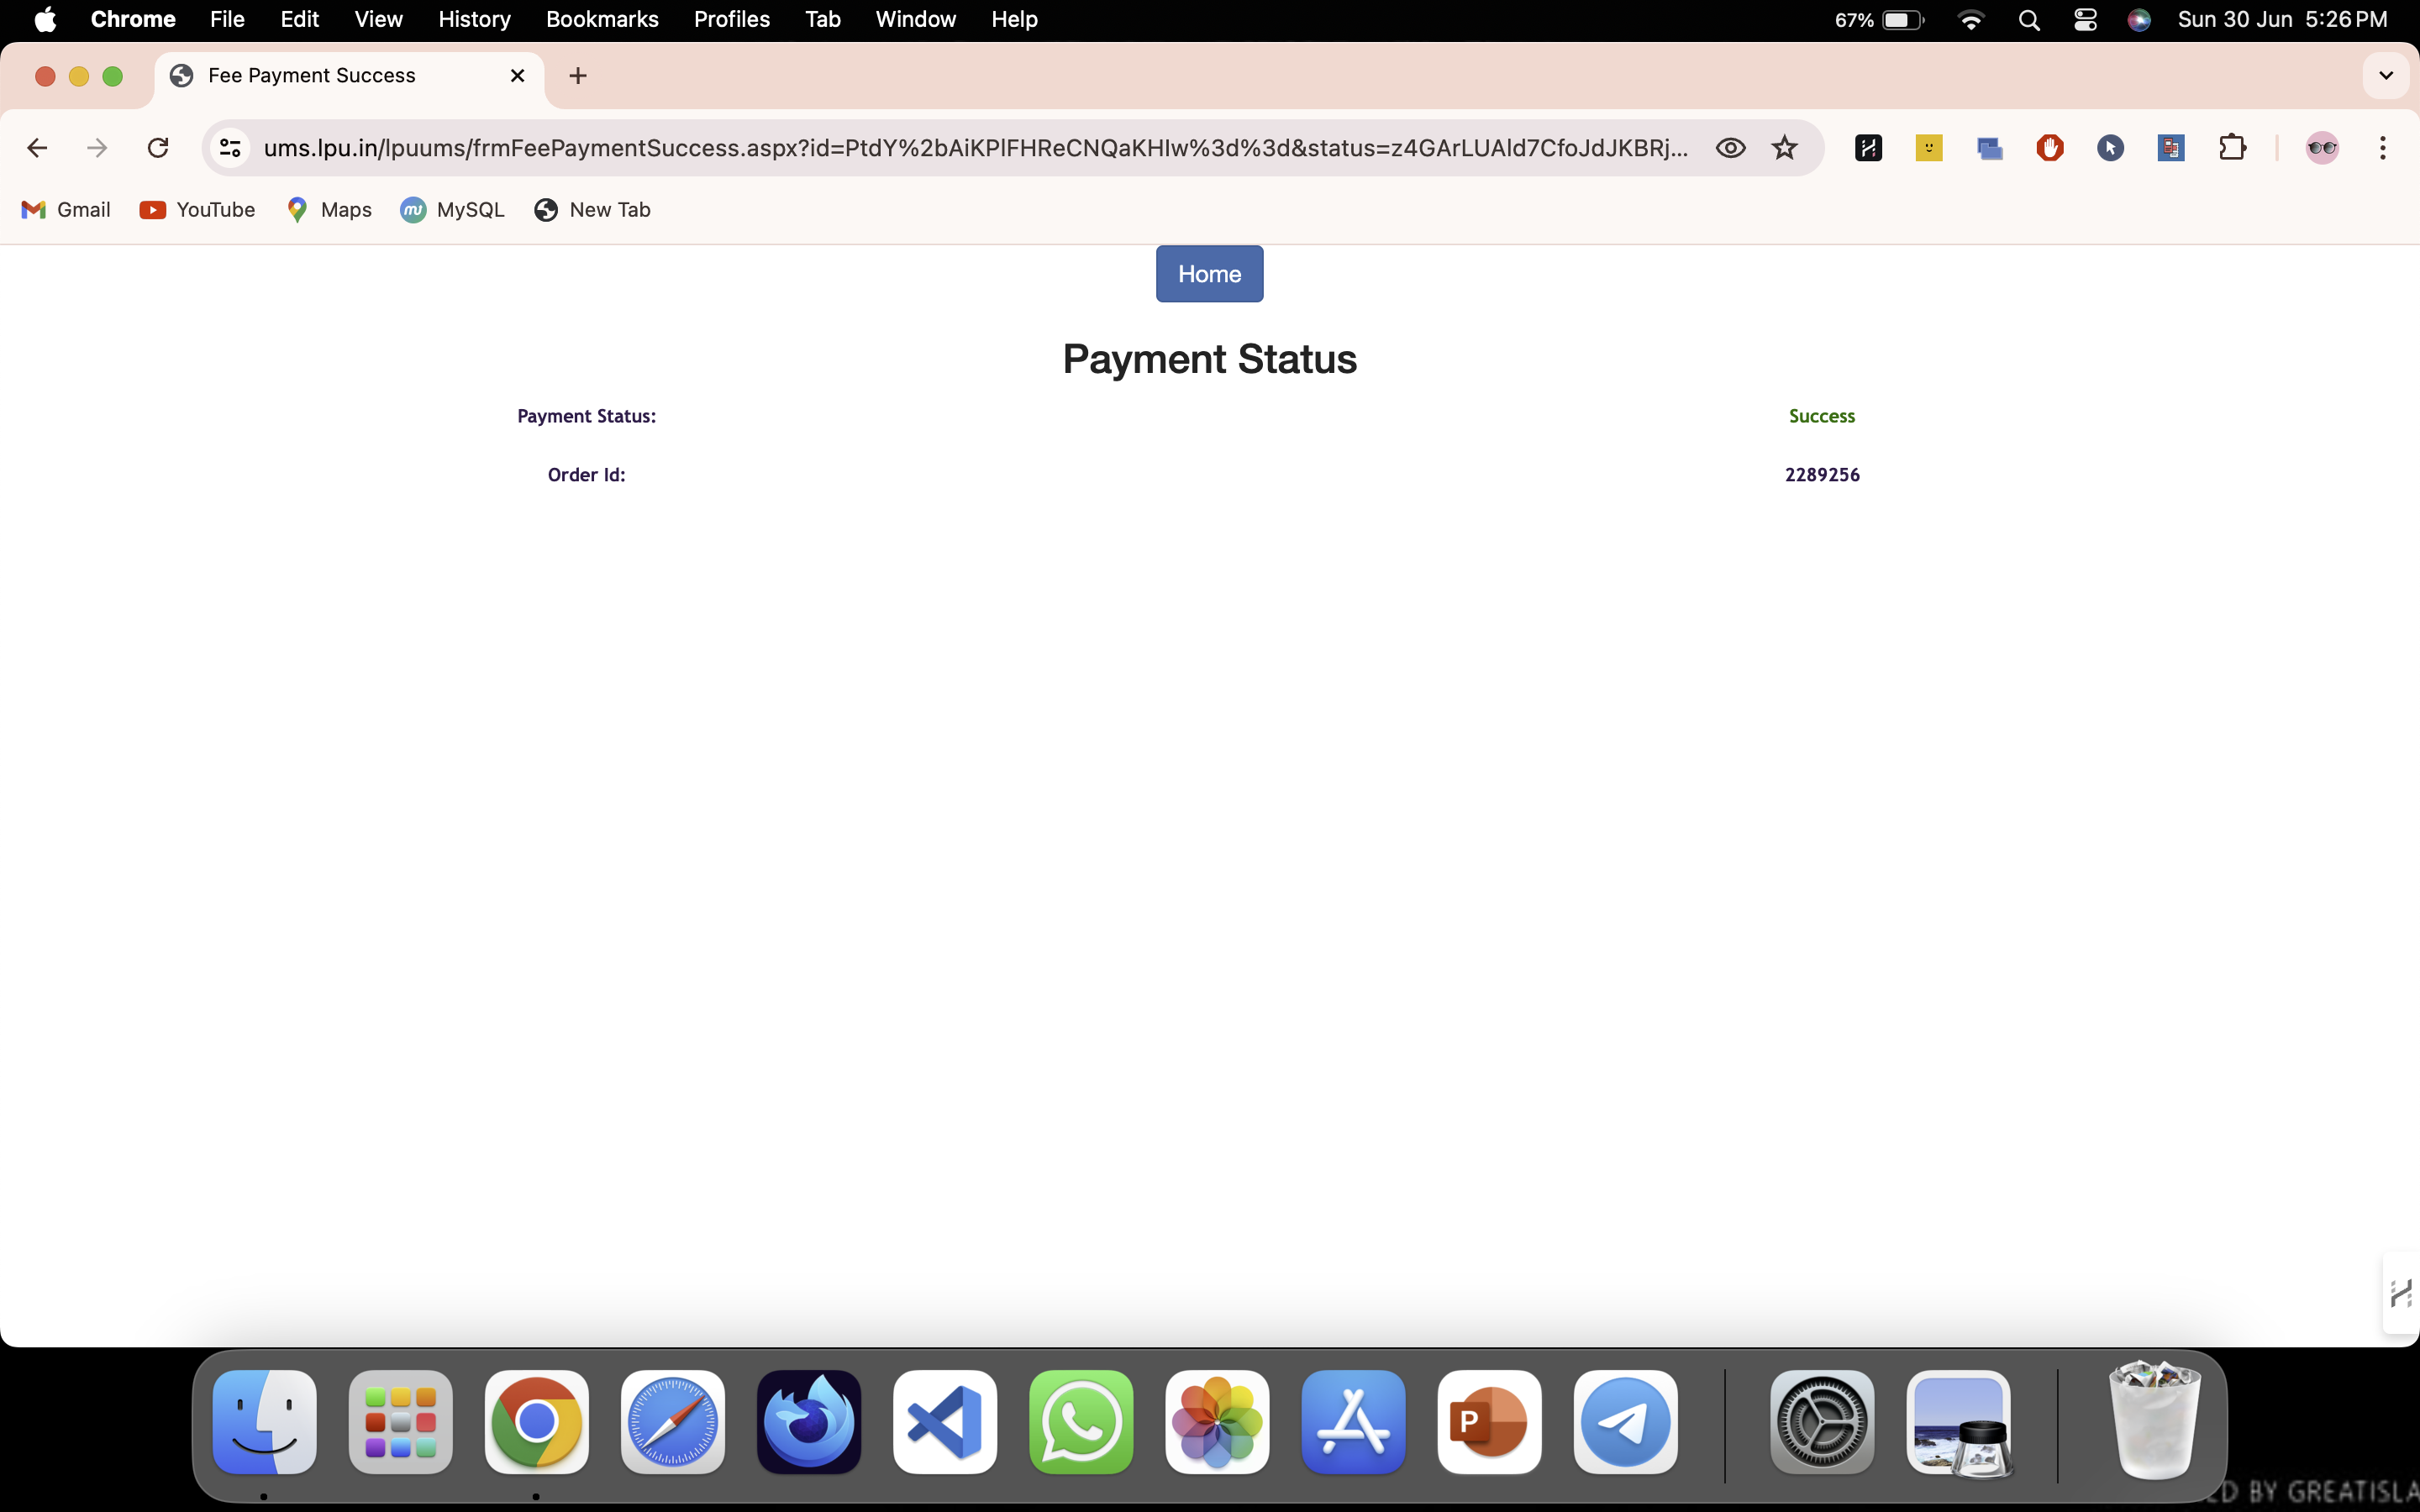 Chrome File Edit View History Bookmarks Profiles Tab Window Help 67% Sun 30 Jun 5:26 PM
Fee Payment Success
ums.lpu.in/lpuums/frmFeePaymentSuccess.aspx?id=PtdY%2bAiKPlFHReCNQaKHIw%3d%3d&status=z4GArLUAld7CfoJdJKBRj...
Gmail YouTube Maps MySQL New Tab
Home
Payment Status
Payment Status: Success
Order Id: 2289256
P
ED BY GREATISLA